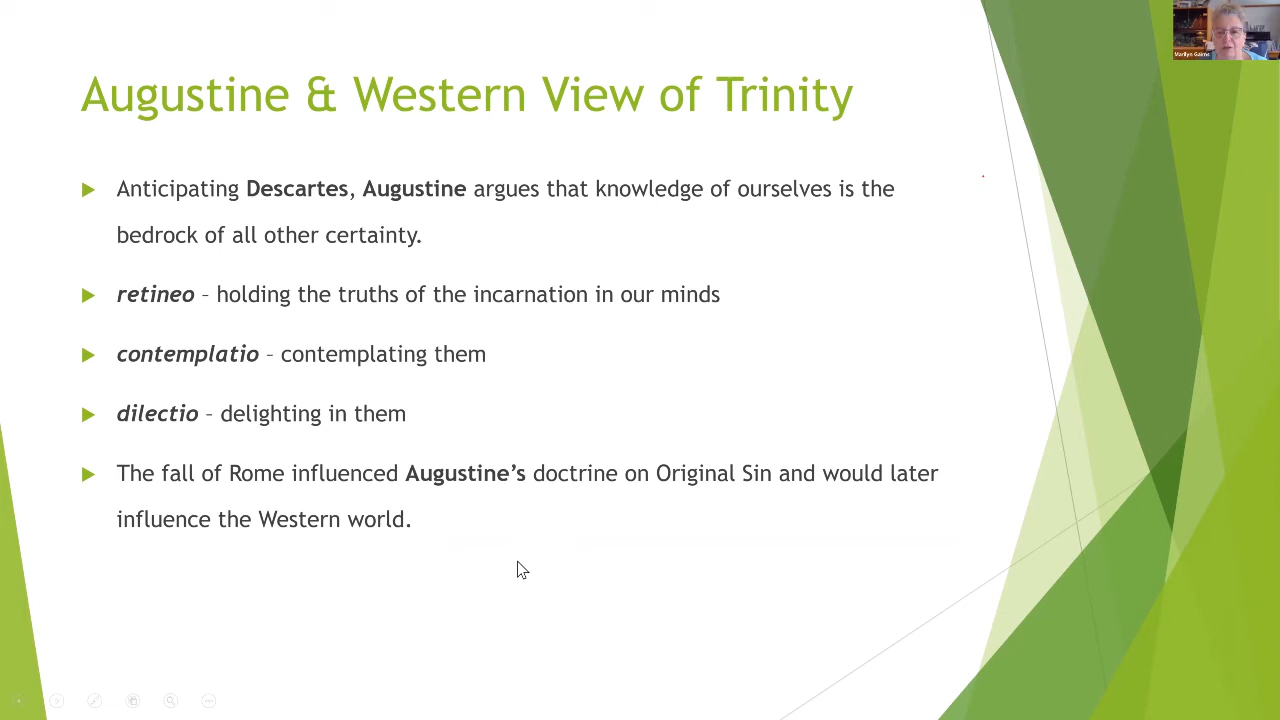 Augustine & Western View of Trinity
Anticipating Descartes, Augustine argues that knowledge of ourselves is the
bedrock of all other certainty.
retineo – holding the truths of the incarnation in our minds
contemplatio – contemplating them
dilectio – delighting in them
The fall of Rome influenced Augustine’s doctrine on Original Sin and would later
influence the Western world.
Marilyn Gairns